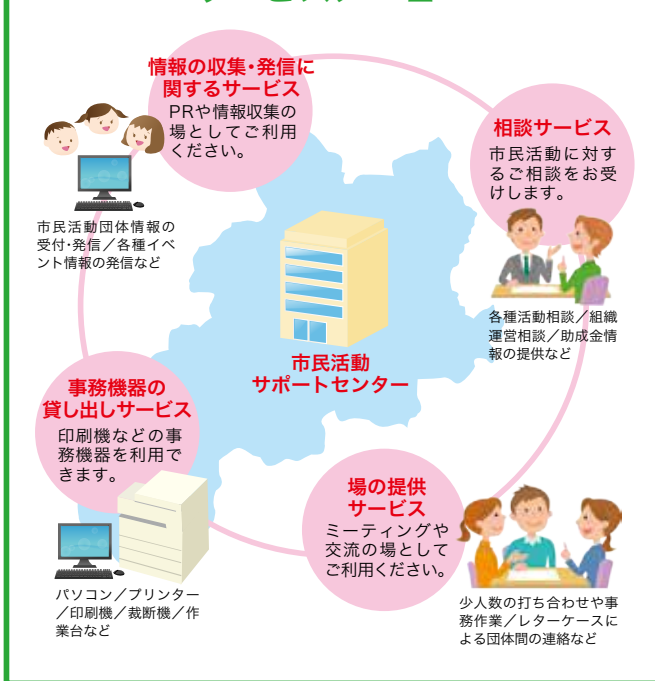 情報の収集・発信に
関するサービス
PRや情報収集の
場としてご利用
ください。
市民活動団体情報の
受付・発信／各種イベ
ント情報の発信など
相談サービス
市民活動に対す
るご相談をお受
けします。
各種活動相談／組織
運営相談／助成金情
報の提供など
市民活動
サポートセンター
事務機器の
貸し出しサービス
印刷機などの事
務機器を利用で
きます。
パソコン／プリンター
／印刷機／裁断機／作
業台など
場の提供
サービス
ミーティングや
交流の場として
ご利用ください。
少人数の打ち合わせや事
務作業／レターケースに
よる団体間の連絡など